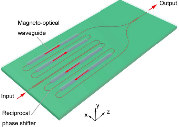 Output
Magneto-optical
waveguide
Input
Reciprocal
phase shifter
y
x
z